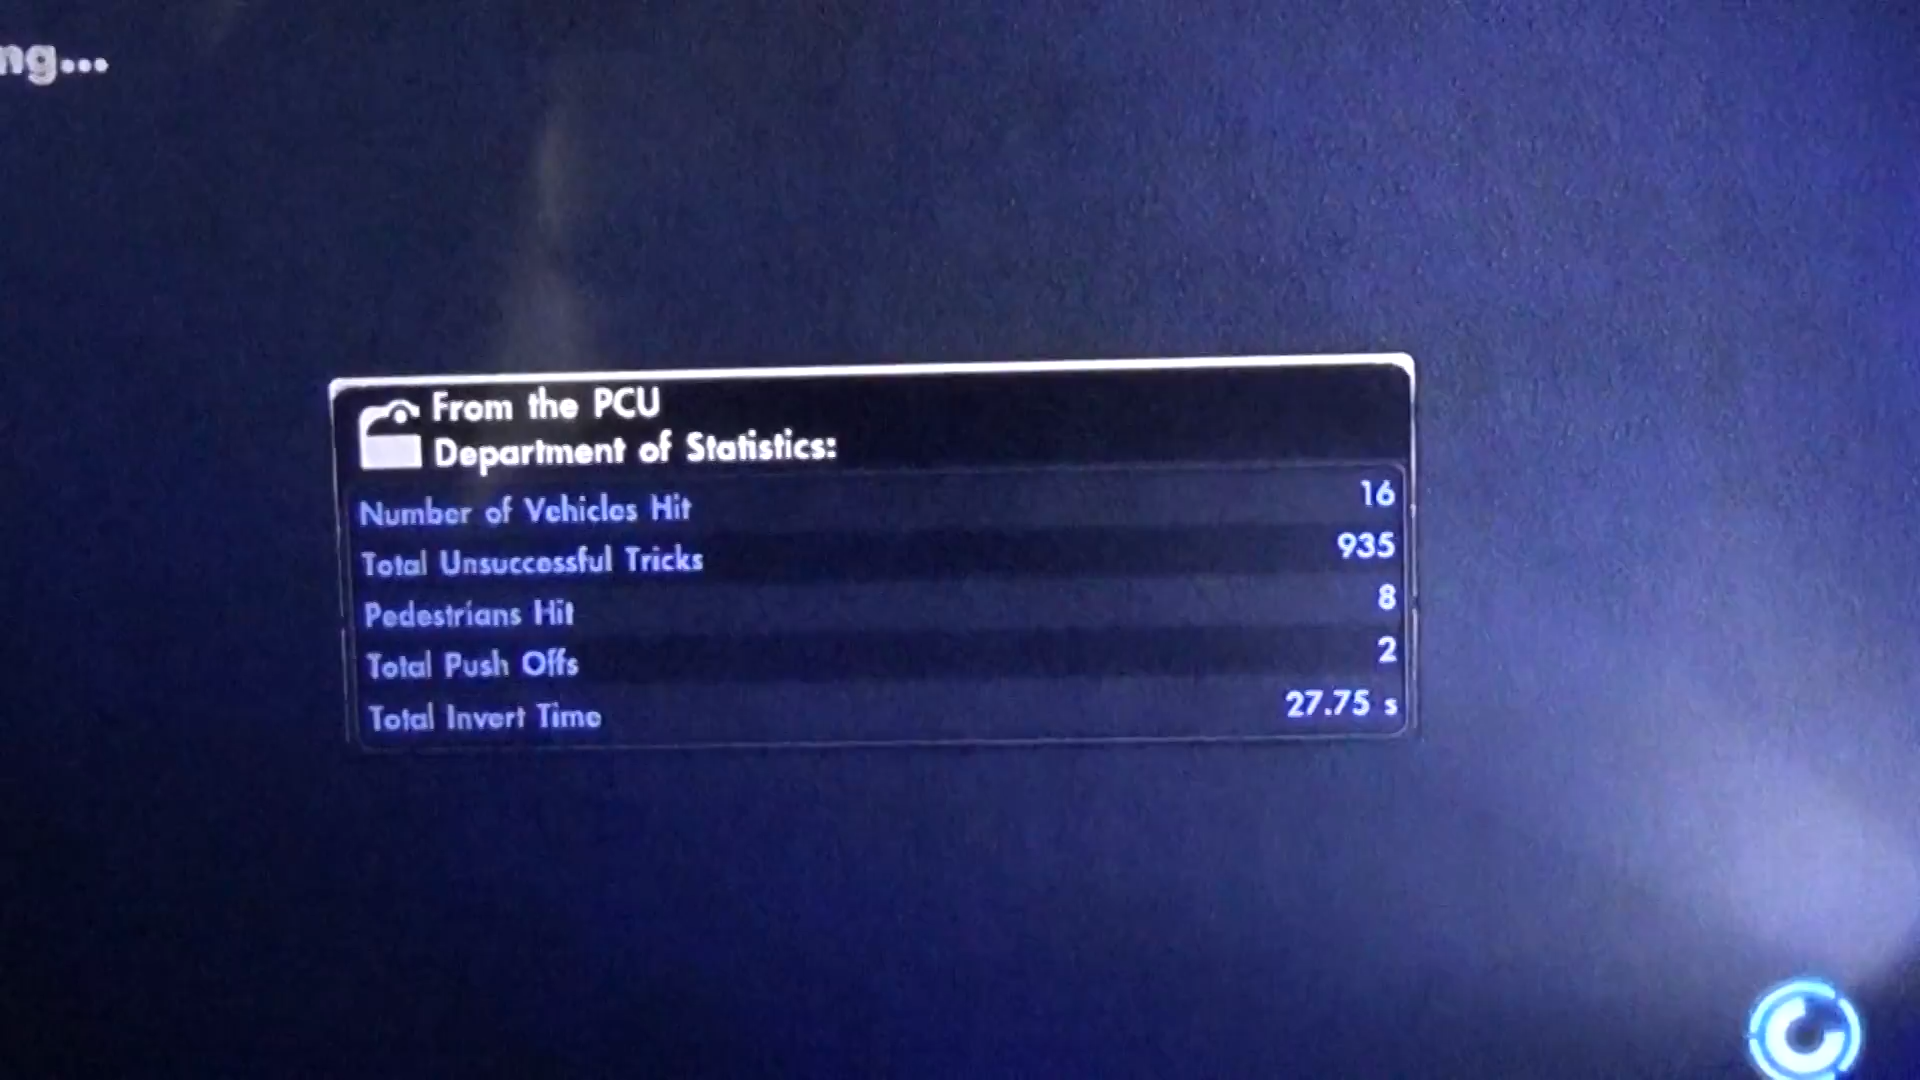 ng...
From the PCU
Department of Statistics:
Number of Vehicles Hit 16
Total Unsuccessful Tricks 935
Pedestrians Hit 8
Total Push Offs 2
Total Invert Time 27.75 s